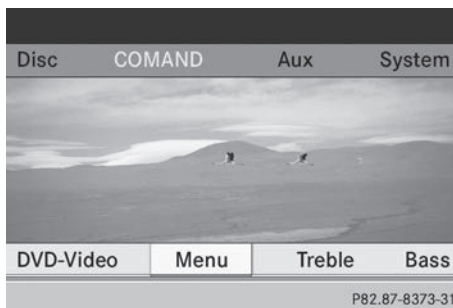 Disc COMAND Aux System
DVD-Video Menu Treble Bass
P82.87-8373-31